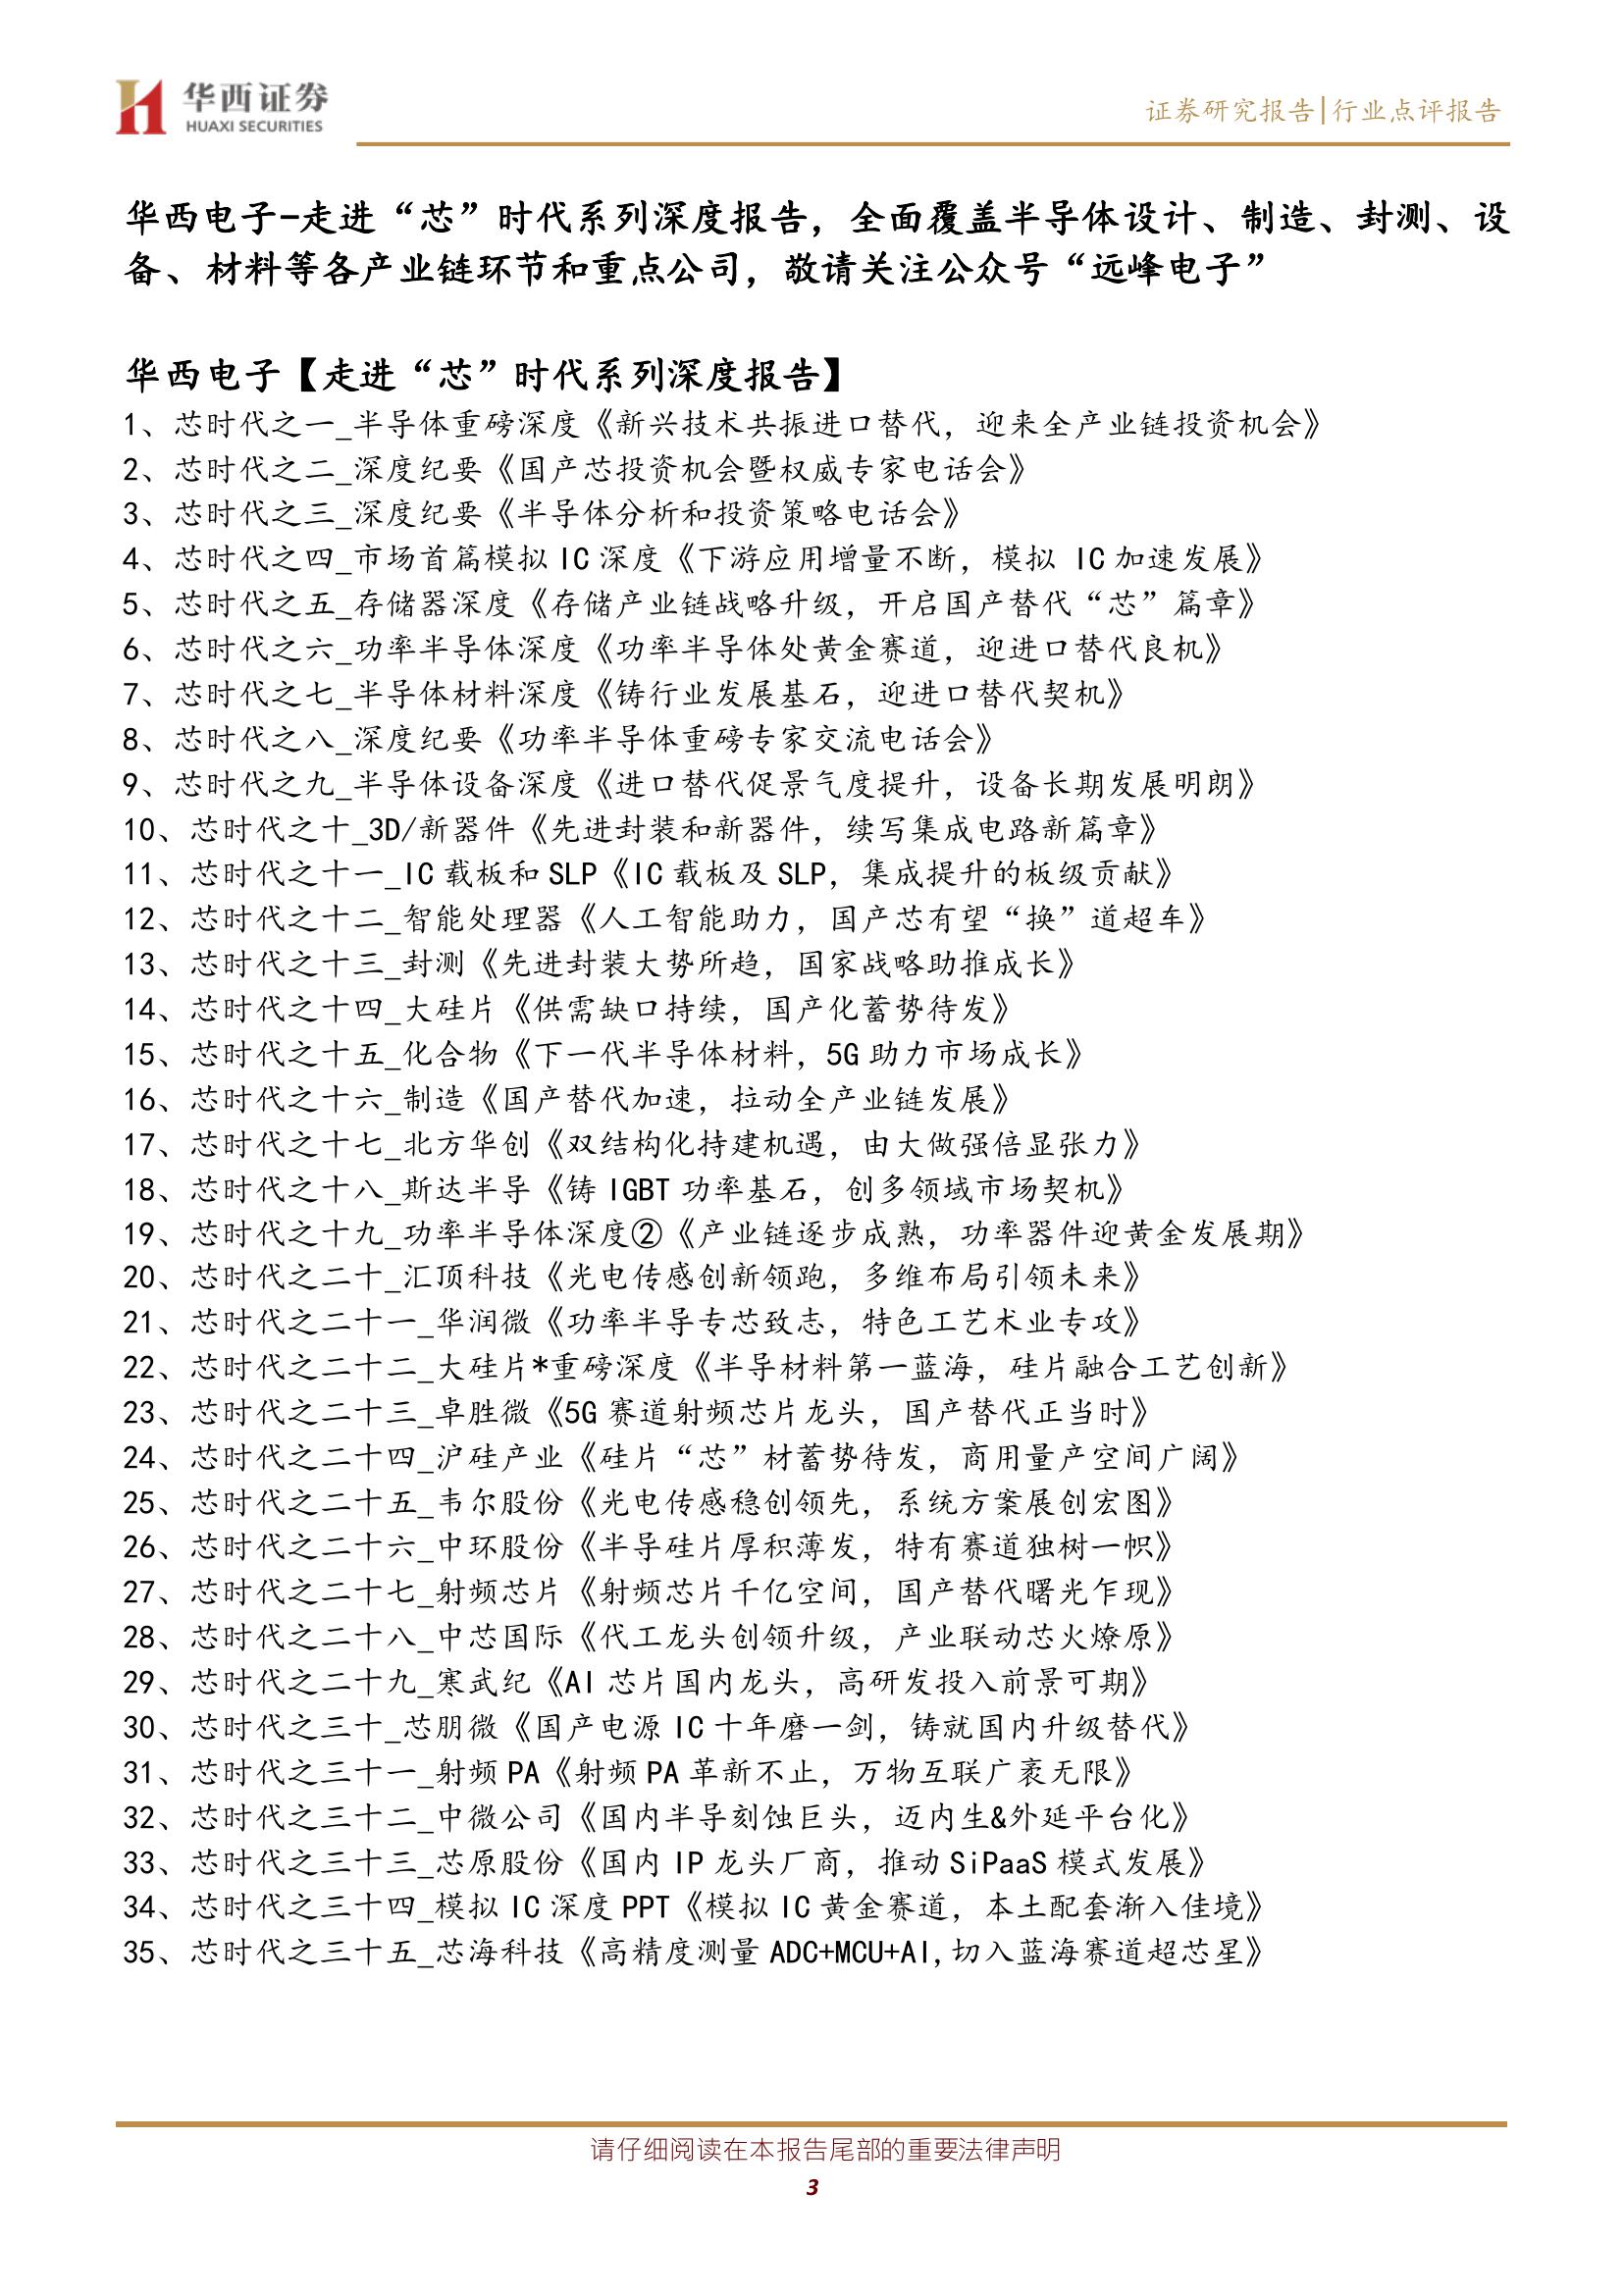 华西证券
HUAXI SECURITIES
证券研究报告|行业点评报告
华西电子-走进“芯”时代系列深度报告，全面覆盖半导体设计、制造、封测、设
备、材料等各产业链环节和重点公司，敬请关注公众号“远峰电子”
华西电子【走进“芯”时代系列深度报告】
1、芯时代之一_半导体重磅深度《新兴技术共振进口替代，迎来全产业链投资机会》
2、芯时代之二_深度纪要《国产芯投资机会暨权威专家电话会》
3、芯时代之三_深度纪要《半导体分析和投资策略电话会》
4、芯时代之四_市场首篇模拟 IC 深度《下游应用增量不断，模拟 IC 加速发展》
5、芯时代之五_存储器深度《存储产业链战略升级，开启国产替代“芯”篇章》
6、芯时代之六_功率半导体深度《功率半导体处黄金赛道，迎进口替代良机》
7、芯时代之七_半导体材料深度《铸行业发展基石，迎进口替代契机》
8、芯时代之八_深度纪要《功率半导体重磅专家交流电话会》
9、芯时代之九_半导体设备深度《进口替代促景气度提升，设备长期发展明朗》
10、芯时代之十_3D/新器件《先进封装和新器件，续写集成电路新篇章》
11、芯时代之十一_IC 载板和 SLP《IC 载板及 SLP，集成提升的板级贡献》
12、芯时代之十二_智能处理器《人工智能助力，国产芯有望“换”道超车》
13、芯时代之十三_封测《先进封装大势所趋，国家战略助推成长》
14、芯时代之十四_大硅片《供需缺口持续，国产化蓄势待发》
15、芯时代之十五_化合物《下一代半导体材料，5G 助力市场成长》
16、芯时代之十六_制造《国产替代加速，拉动全产业链发展》
17、芯时代之十七_北方华创《双结构化持建机遇，由大做强倍显张力》
18、芯时代之十八_斯达半导《铸 IGBT 功率基石，创多领域市场契机》
19、芯时代之十九_功率半导体深度②《产业链逐步成熟，功率器件迎黄金发展期》
20、芯时代之二十_汇顶科技《光电传感创新领跑，多维布局引领未来》
21、芯时代之二十一_华润微《功率半导专芯致志，特色工艺术业专攻》
22、芯时代之二十二_大硅片*重磅深度《半导材料第一蓝海，硅片融合工艺创新》
23、芯时代之二十三_卓胜微《5G 赛道射频芯片龙头，国产替代正当时》
24、芯时代之二十四_沪硅产业《硅片“芯”材蓄势待发，商用量产空间广阔》
25、芯时代之二十五_韦尔股份《光电传感稳创领先，系统方案展创宏图》
26、芯时代之二十六_中环股份《半导硅片厚积薄发，特有赛道独树一帜》
27、芯时代之二十七_射频芯片《射频芯片千亿空间，国产替代曙光乍现》
28、芯时代之二十八_中芯国际《代工龙头创领升级，产业联动芯火燎原》
29、芯时代之二十九_寒武纪《AI 芯片国内龙头，高研发投入前景可期》
30、芯时代之三十_芯朋微《国产电源 IC 十年磨一剑，铸就国内升级替代》
31、芯时代之三十一_射频 PA《射频 PA 革新不止，万物互联广袤无限》
32、芯时代之三十二_中微公司《国内半导刻蚀巨头，迈内生&外延平台化》
33、芯时代之三十三_芯原股份《国内 IP 龙头厂商，推动 SiPaaS 模式发展》
34、芯时代之三十四_模拟 IC 深度 PPT《模拟 IC 黄金赛道，本土配套渐入佳境》
35、芯时代之三十五_芯海科技《高精度测量 ADC+MCU+AI,切入蓝海赛道超芯星》
请仔细阅读在本报告尾部的重要法律声明
3